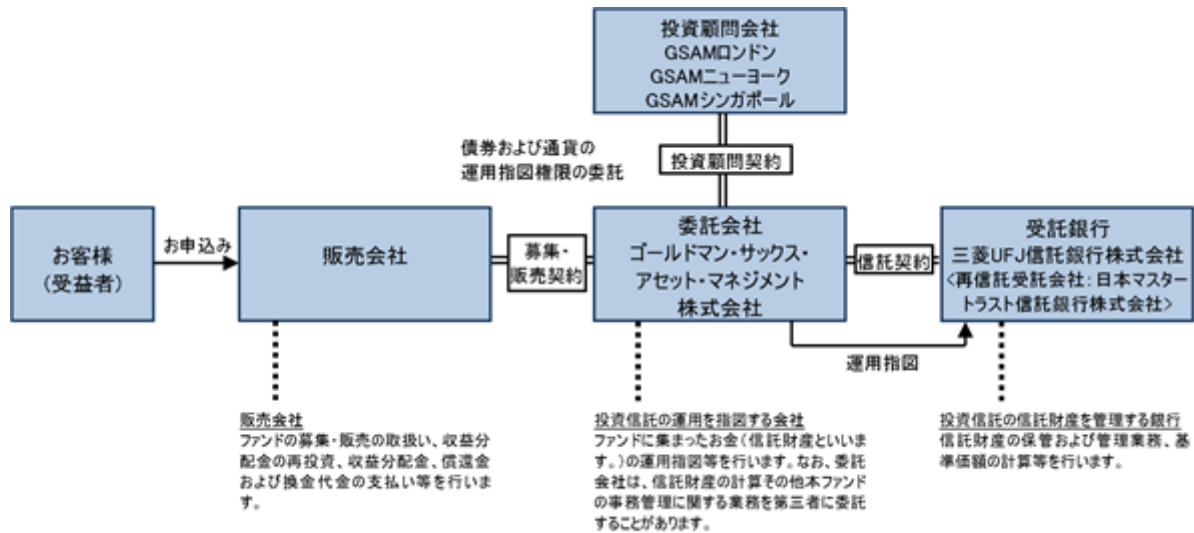 投資顧問会社
GSAMロンドン
GSAMニューヨーク
GSAMシンガポール
債券および通貨の
運用指図権限の委託
投資顧問契約
お客様
(受益者)
お申込み
販売会社
募集・
販売契約
委託会社
ゴールドマン・サックス・
アセット・マネジメント
株式会社
信託契約
受託銀行
三菱UFJ信託銀行株式会社
<再信託受託会社:日本マスター
トラスト信託銀行株式会社>
運用指図
販売会社
ファンドの募集・販売の取扱い、収益分
配金の再投資、収益分配金、償還金
および換金代金の支払い等を行いま
す。
投資信託の運用を指図する会社
ファンドに集まったお金(信託財産といいま
す。)の運用指図等を行います。なお、委託
会社は、信託財産の計算その他本ファンド
の事務管理に関する業務を第三者に委託
することがあります。
投資信託の信託財産を管理する銀行
信託財産の保管および管理業務、基
準価額の計算等を行います。